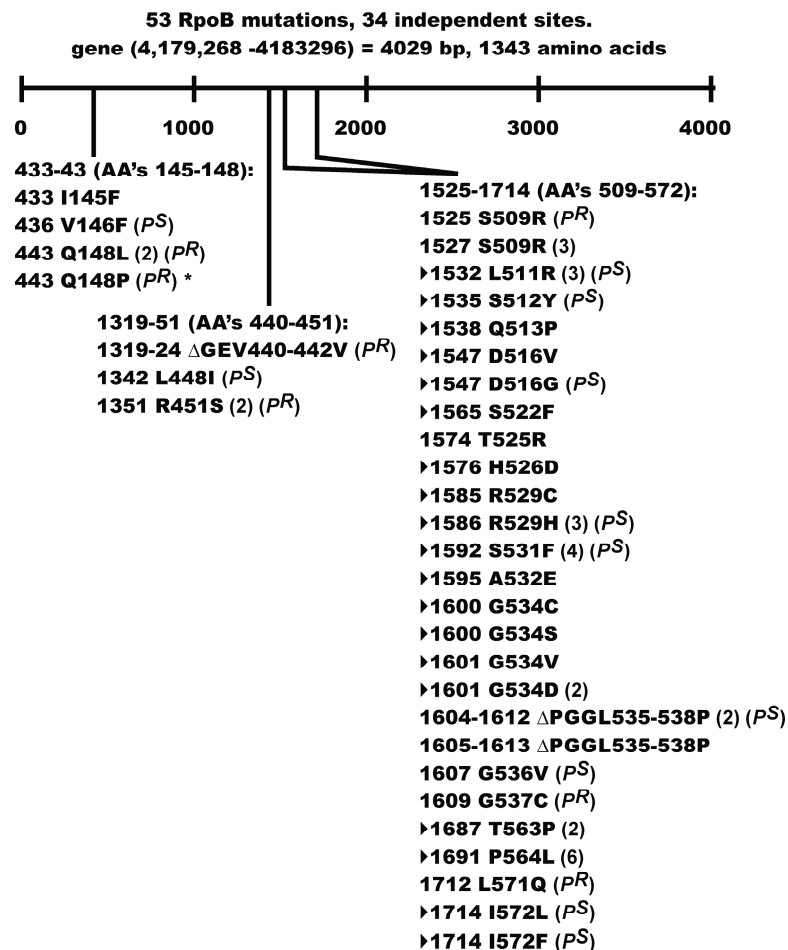 53 RpoB mutations, 34 independent sites.
gene (4,179,268 -4183296) = 4029 bp, 1343 amino acids
0 1000 2000 3000 4000
433-43 (AA's 145-148):
433 I145F
436 V146F (PS)
443 Q148L (2) (PR)
443 Q148P (PR) *
1319-51 (AA's 440-451):
1319-24 ΔGEV440-442V (PR)
1342 L448I (PS)
1351 R451S (2) (PR)
1525-1714 (AA's 509-572):
1525 S509R (PR)
1527 S509R (3)
▶1532 L511R (3) (PS)
▶1535 S512Y (PS)
▶1538 Q513P
▶1547 D516V
▶1547 D516G (PS)
▶1565 S522F
1574 T525R
▶1576 H526D
▶1585 R529C
▶1586 R529H (3) (PS)
▶1592 S531F (4) (PS)
▶1595 A532E
▶1600 G534C
▶1600 G534S
▶1601 G534V
▶1601 G534D (2)
1604-1612 ΔPGGL535-538P (2) (PS)
1605-1613 ΔPGGL535-538P
1607 G536V (PS)
1609 G537C (PR)
▶1687 T563P (2)
▶1691 P564L (6)
1712 L571Q (PR)
▶1714 I572L (PS)
▶1714 I572F (PS)